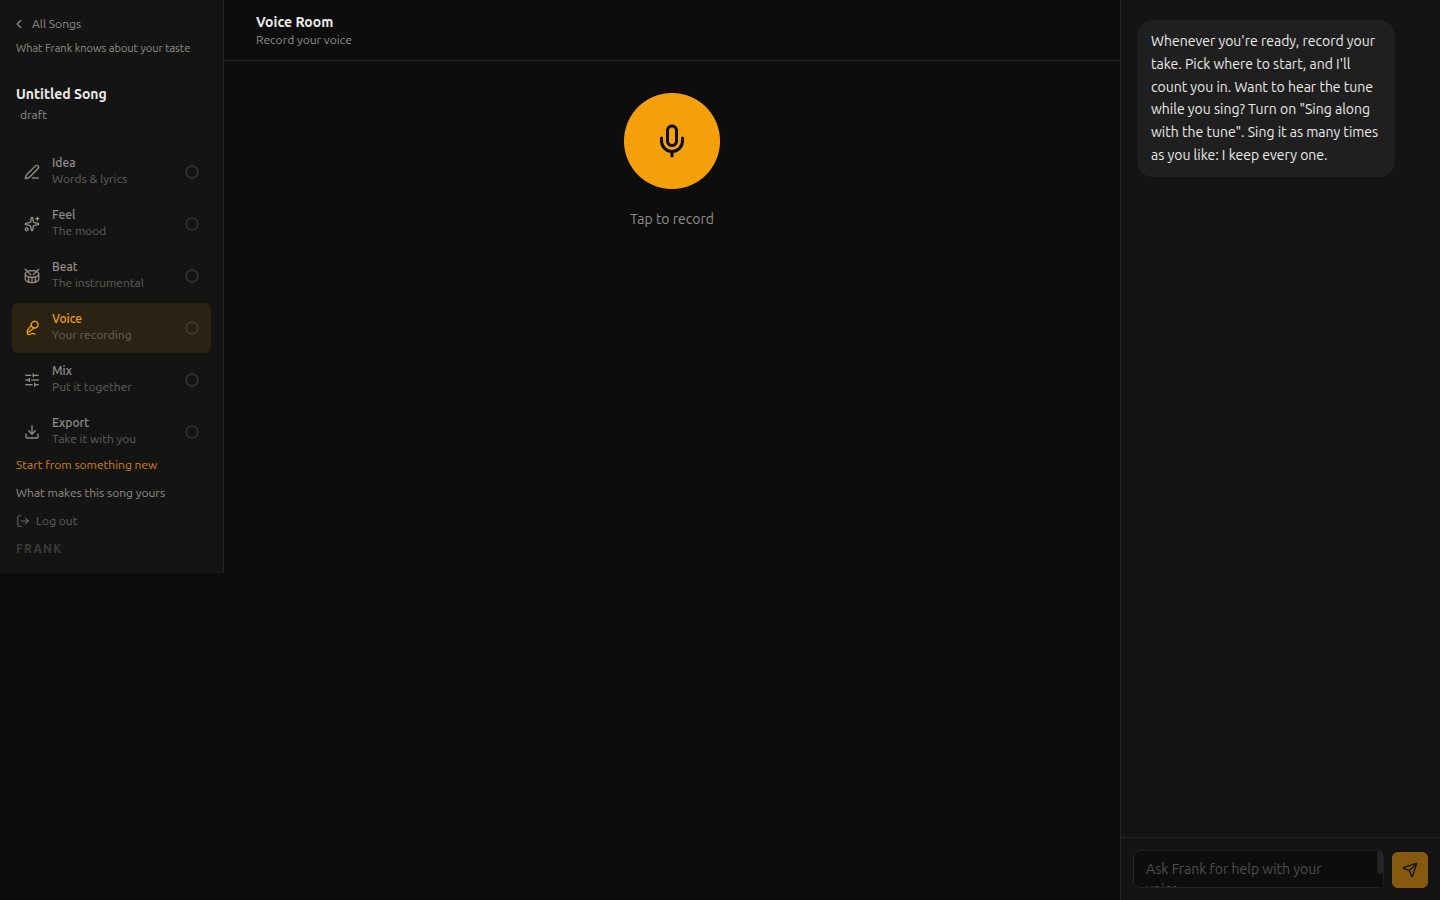 All Songs
What Frank knows about your taste
Untitled Song
draft
Idea
Words & lyrics
Feel
The mood
Beat
The instrumental
Voice
Your recording
Mix
Put it together
Export
Take it with you
Start from something new
What makes this song yours
Log out
FRANK
Voice Room
Record your voice
Tap to record
Whenever you're ready, record your
take. Pick where to start, and I'll
count you in. Want to hear the tune
while you sing? Turn on "Sing along
with the tune". Sing it as many times
as you like: I keep every one.
Ask Frank for help with your